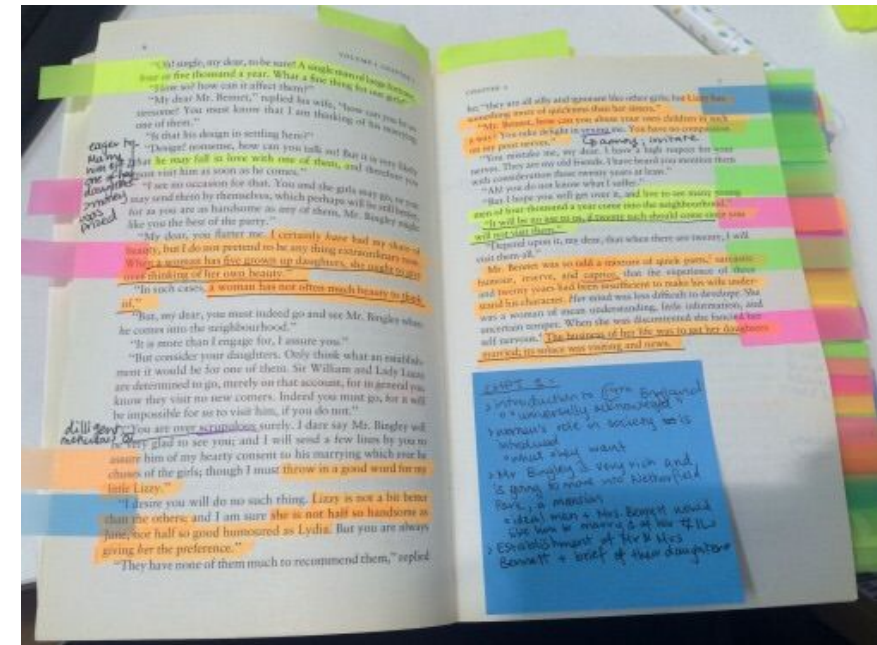 VOLUME I CHAPTER I
"Oh! single, my dear, to be sure! A single man of large fortune;
four or five thousand a year. What a fine thing for our girls!"
"How so? how can it affect them?"
"My dear Mr. Bennet," replied his wife, "how can you be so
tiresome! You must know that I am thinking of his marrying
one of them."
"Is that his design in settling here?"
"Design! nonsense, how can you talk so! But it is very likely
that he may fall in love with one of them, and therefore you
must visit him as soon as he comes."
"I see no occasion for that. You and the girls may go, or you
may send them by themselves, which perhaps will be still better,
for as you are as handsome as any of them, Mr. Bingley might
like you the best of the party."
"My dear, you flatter me. I certainly have had my share of
beauty, but I do not pretend to be any thing extraordinary now.
When a woman has five grown up daughters, she ought to give
over thinking of her own beauty."
"In such cases, a woman has not often much beauty to think
of."
"But, my dear, you must indeed go and see Mr. Bingley when
he comes into the neighbourhood."
"It is more than I engage for, I assure you."
"But consider your daughters. Only think what an establish-
ment it would be for one of them. Sir William and Lady Lucas
are determined to go, merely on that account, for in general you
know they visit no new comers. Indeed you must go, for it will
be impossible for us to visit him, if you do not."
"You are over scrupulous surely. I dare say Mr. Bingley will
be very glad to see you; and I will send a few lines by you to
assure him of my hearty consent to his marrying which ever he
chuses of the girls; though I must throw in a good word for my
little Lizzy."
"I desire you will do no such thing. Lizzy is not a bit better
than the others; and I am sure she is not half so handsome as
Jane, nor half so good humoured as Lydia. But you are always
giving her the preference."
"They have none of them much to recommend them," replied
eager to
marry
one of her
daughters
dilligent
CHAPTER I
he; "they are all silly and ignorant like other girls; but Lizzy has
something more of quickness than her sisters."
"Mr. Bennet, how can you abuse your own children in such
a way? You take delight in vexing me. You have no compassion
on my poor nerves."
annoy, irritate
"You mistake me, my dear. I have a high respect for your
nerves. They are my old friends. I have heard you mention them
with consideration these twenty years at least."
"Ah! you do not know what I suffer."
"But I hope you will get over it, and live to see many young
men of four thousand a year come into the neighbourhood."
"It will be no use to us, if twenty such should come since you
will not visit them."
"Depend upon it, my dear, that when there are twenty, I will
visit them all."
Mr. Bennet was so odd a mixture of quick parts, sarcastic
humour, reserve, and caprice, that the experience of three
and twenty years had been insufficient to make his wife under-
stand his character. Her mind was less difficult to develope. She
was a woman of mean understanding, little information, and
uncertain temper. When she was discontented she fancied her-
self nervous. The business of her life was to get her daughters
married; its solace was visiting and news.
CHPT 1:
> introduction to England
"universally acknowledged"
> women's role in society is
introduced
what they want
> Mr Bingley is very rich and
is going to move into Netherfield
Park, a mansion
ideal man + Mrs Bennett would
like him to marry 1 of her
> Establishment of Mr & Mrs
Bennett + brief of their daughters